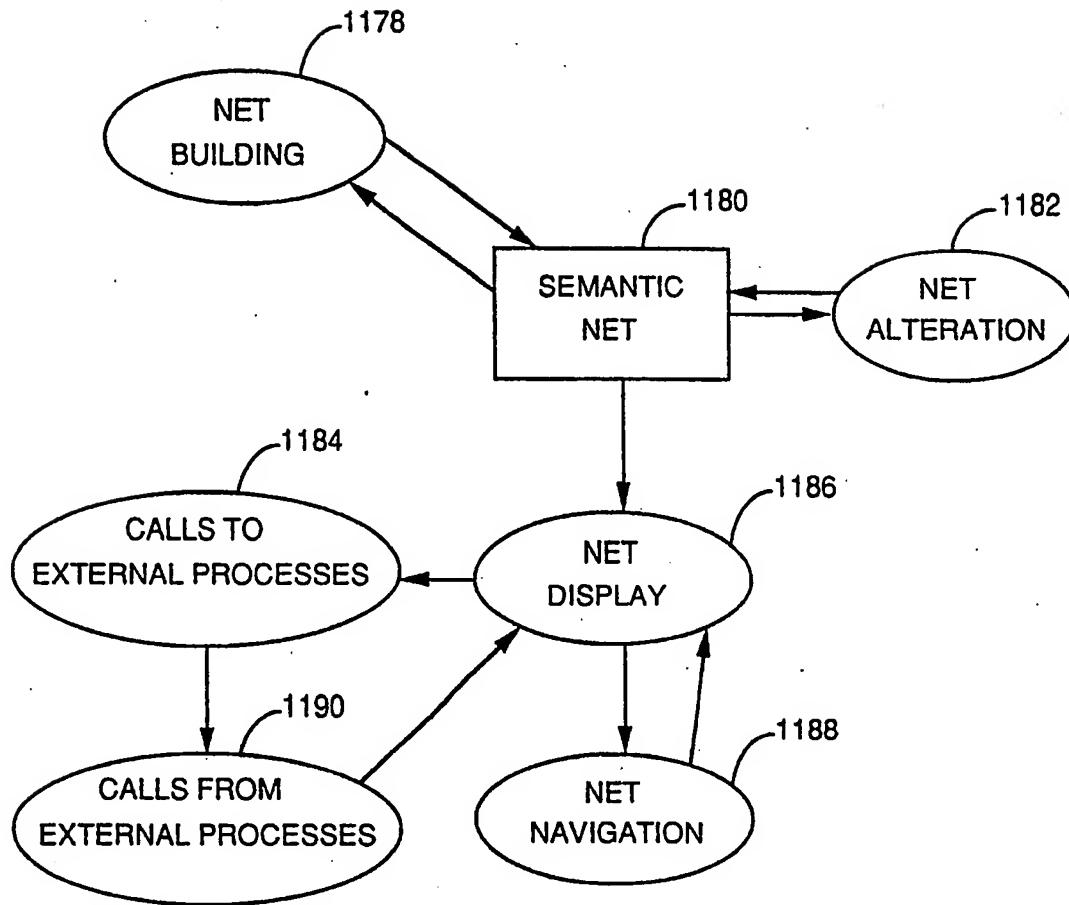 1178
NET
BUILDING
1180
SEMANTIC
NET
1182
NET
ALTERATION
1184
CALLS TO
EXTERNAL PROCESSES
1186
NET
DISPLAY
1190
CALLS FROM
EXTERNAL PROCESSES
1188
NET
NAVIGATION